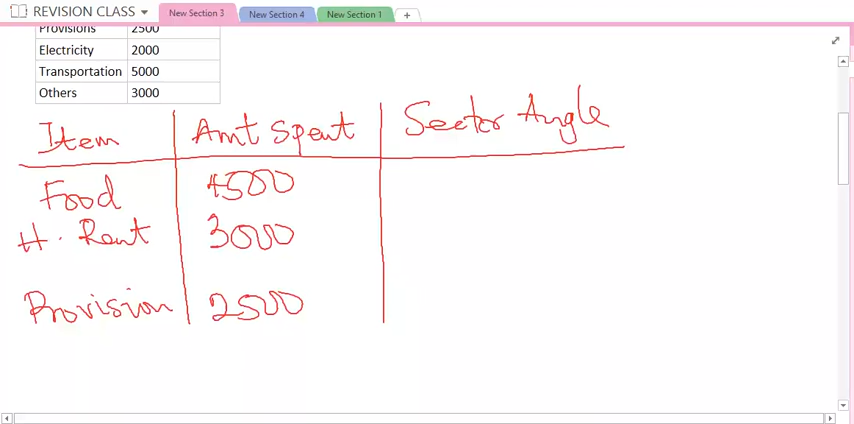 REVISION CLASS New Section 3 New Section 4 New Section 1 +
Provisions 2500
Electricity 2000
Transportation 5000
Others 3000
Item Amt Spent Sector Angle
Food 4500
H. Rent 3000
Provision 2500